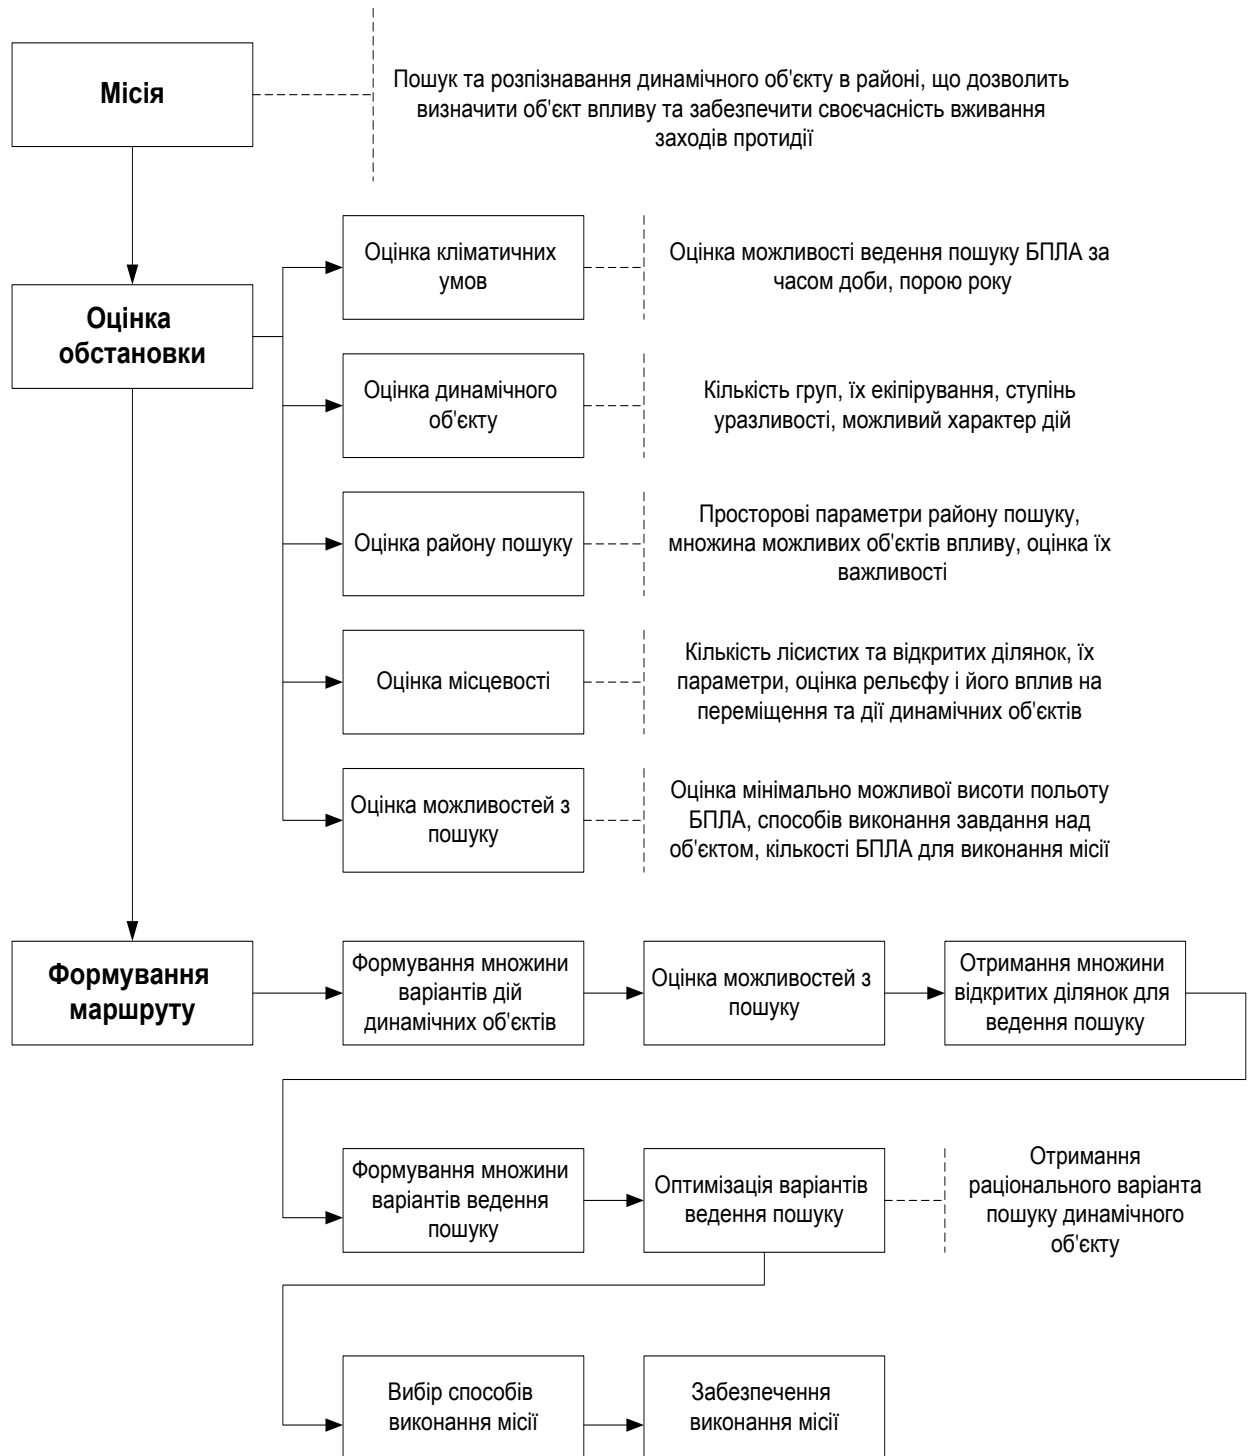 Місія
Пошук та розпізнавання динамічного об'єкту в районі, що дозволить
визначити об'єкт впливу та забезпечити своєчасність вживання
заходів протидії
Оцінка
обстановки
Оцінка кліматичних
умов
Оцінка можливості ведення пошуку БПЛА за
часом доби, порою року
Оцінка динамічного
об'єкту
Кількість груп, їх екіпірування, ступінь
уразливості, можливий характер дій
Оцінка району пошуку
Просторові параметри району пошуку,
множина можливих об'єктів впливу, оцінка їх
важливості
Оцінка місцевості
Кількість лісистих та відкритих ділянок, їх
параметри, оцінка рельєфу і його вплив на
переміщення та дії динамічних об'єктів
Оцінка можливостей з
пошуку
Оцінка мінімально можливої висоти польоту
БПЛА, способів виконання завдання над
об'єктом, кількості БПЛА для виконання місії
Формування
маршруту
Формування множини
варіантів дій
динамічних об'єктів
Оцінка можливостей з
пошуку
Отримання множини
відкритих ділянок для
ведення пошуку
Формування множини
варіантів ведення
пошуку
Оптимізація варіантів
ведення пошуку
Отримання
раціонального варіанта
пошуку динамічного
об'єкту
Вибір способів
виконання місії
Забезпечення
виконання місії